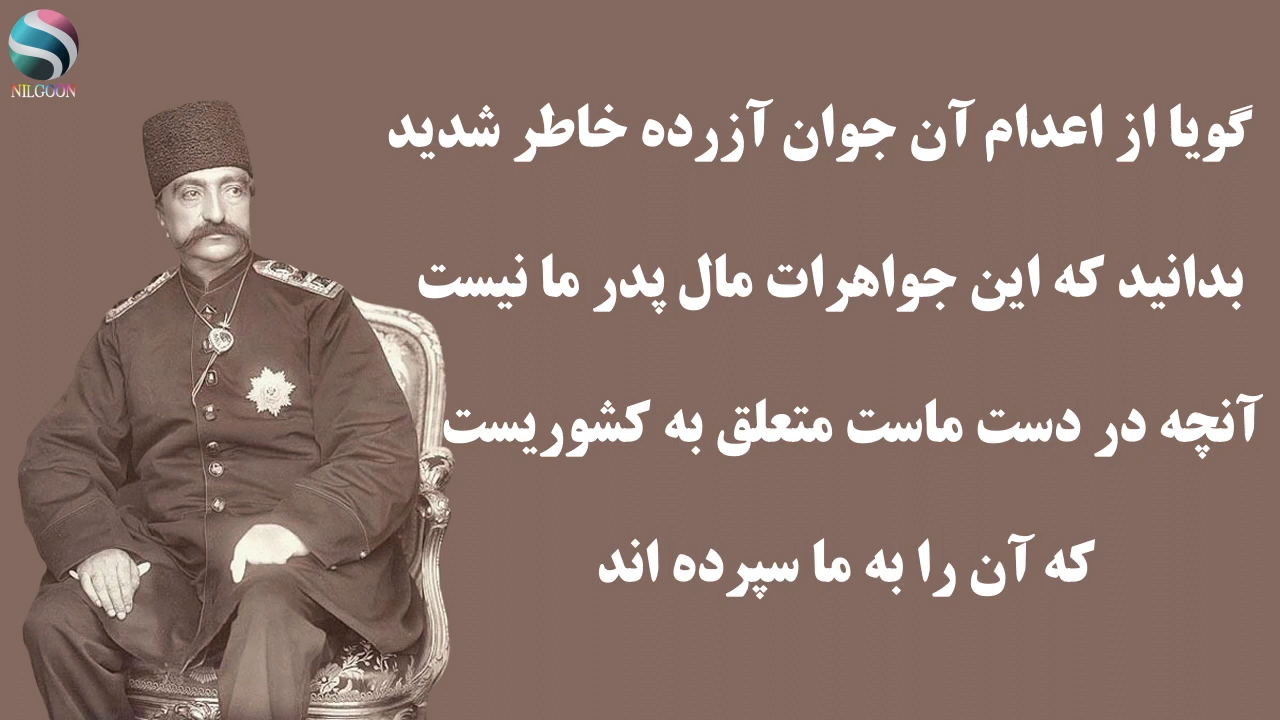 NILGOON
گویا از اعدام آن جوان آزرده خاطر شدید
بدانید که این جواهرات مال پدر ما نیست
آنچه در دست ماست متعلق به کشوریست
که آن را به ما سپرده اند